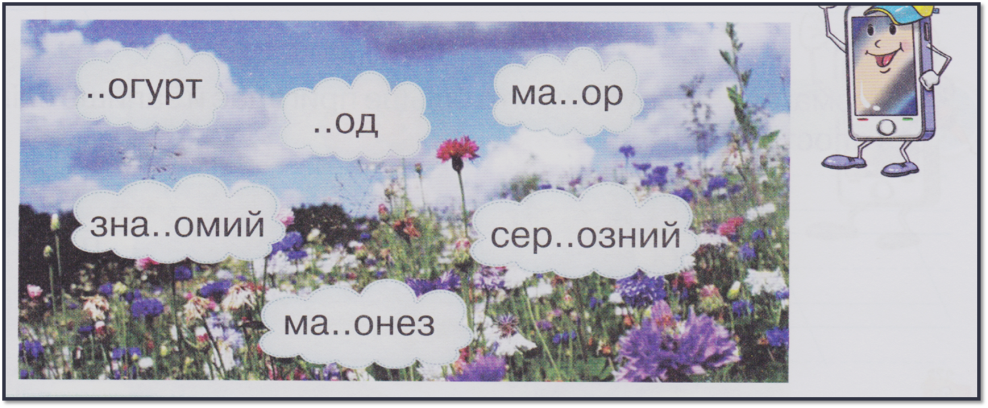 ..огурт
..од
ма..ор
зна..омий
сер..озний
ма..онез